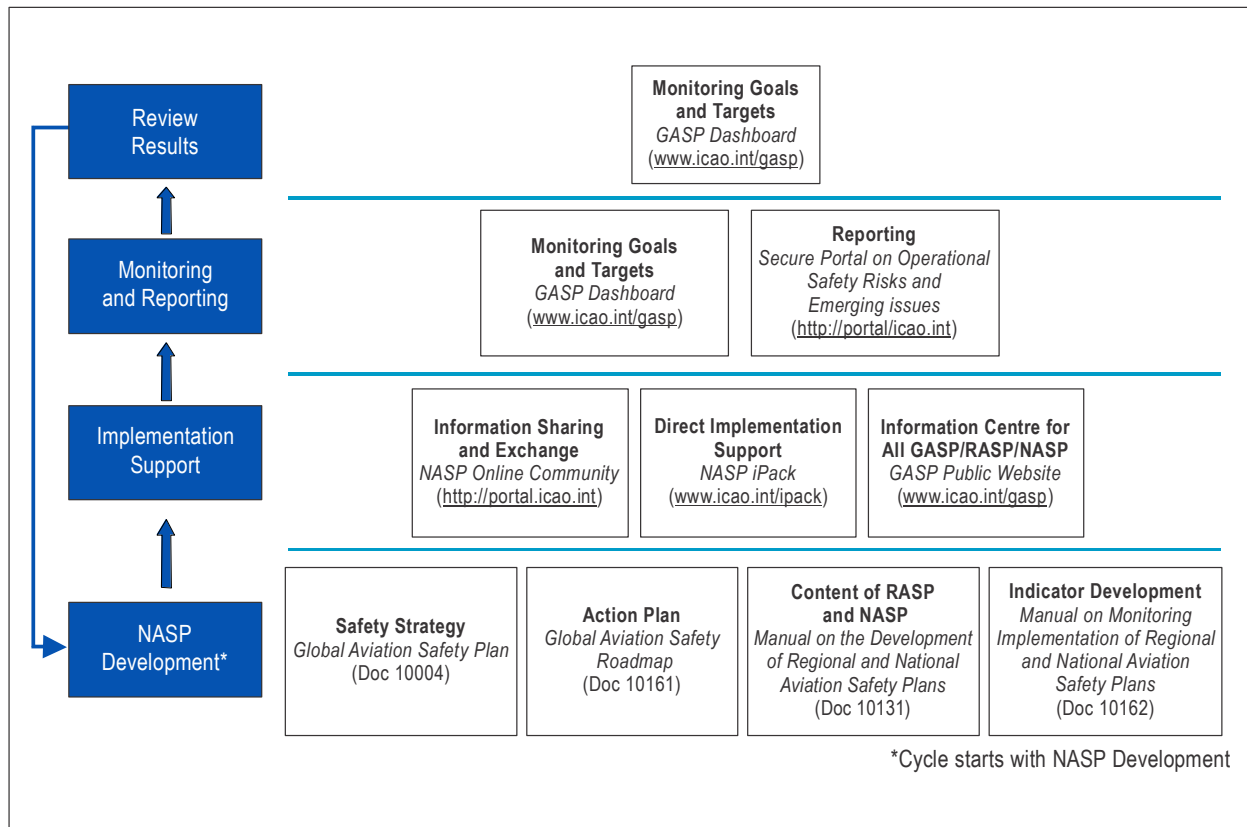 Review
Results
Monitoring Goals
and Targets
GASP Dashboard
(www.icao.int/gasp)
Monitoring
and Reporting
Monitoring Goals
and Targets
GASP Dashboard
(www.icao.int/gasp)
Reporting
Secure Portal on Operational
Safety Risks and
Emerging issues
(http://portal/icao.int)
Implementation
Support
Information Sharing
and Exchange
NASP Online Community
(http://portal.icao.int)
Direct Implementation
Support
NASP iPack
(www.icao.int/ipack)
Information Centre for
All GASP/RASP/NASP
GASP Public Website
(www.icao.int/gasp)
NASP
Development*
Safety Strategy
Global Aviation Safety Plan
(Doc 10004)
Action Plan
Global Aviation Safety
Roadmap
(Doc 10161)
Content of RASP
and NASP
Manual on the Development
of Regional and National
Aviation Safety Plans
(Doc 10131)
Indicator Development
Manual on Monitoring
Implementation of Regional
and National Aviation
Safety Plans
(Doc 10162)
*Cycle starts with NASP Development